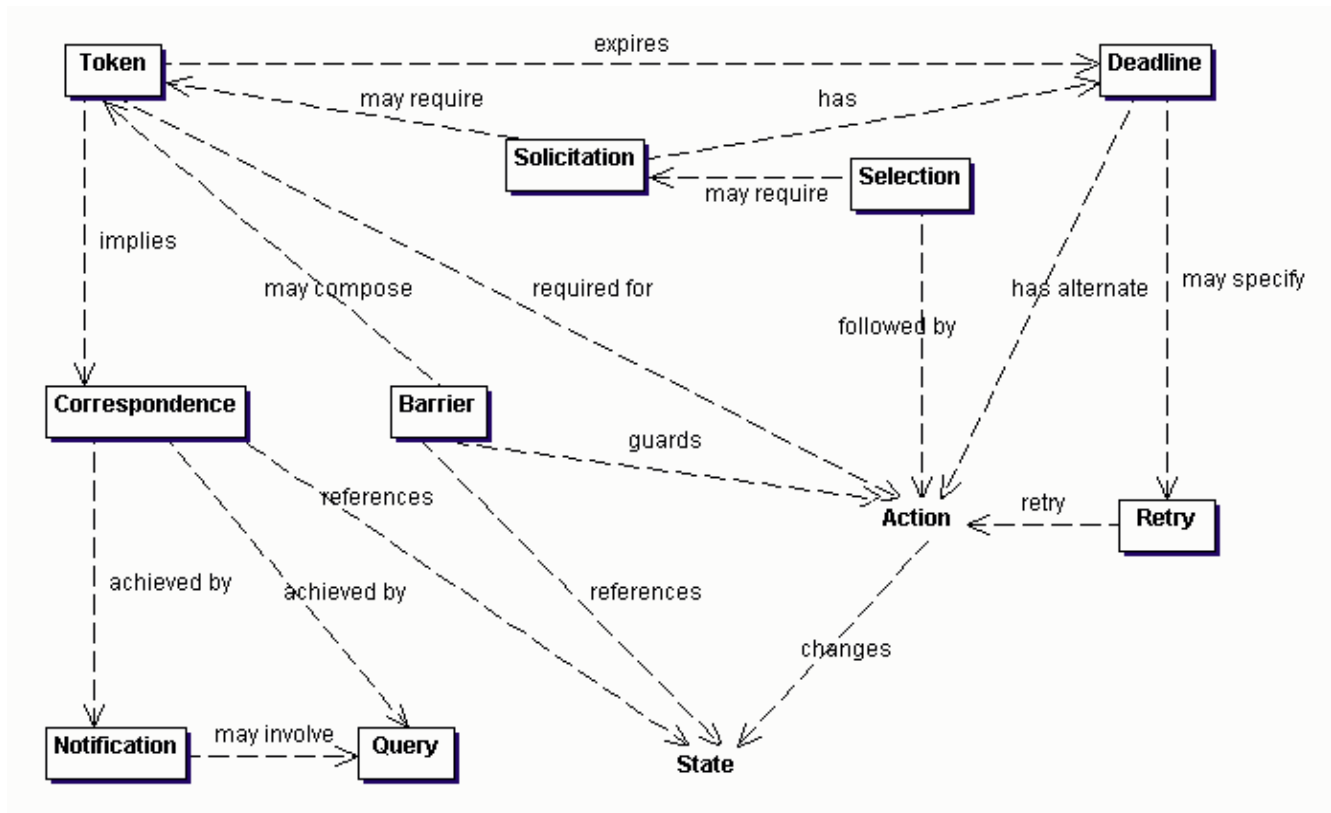 expires
Token
Deadline
may require
has
Solicitation
Selection
may require
implies
may compose
required for
has alternate
may specify
followed by
Correspondence
Barrier
guards
references
Action
retry
Retry
achieved by
achieved by
references
changes
Notification
may involve
Query
State